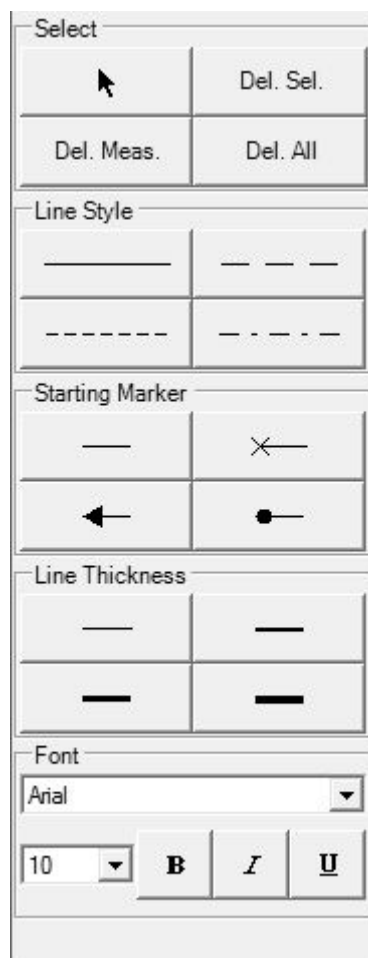 Select
Del. Sel.
Del. Meas. Del. All
Line Style
Starting Marker
Line Thickness
Font
Arial
10 B I U